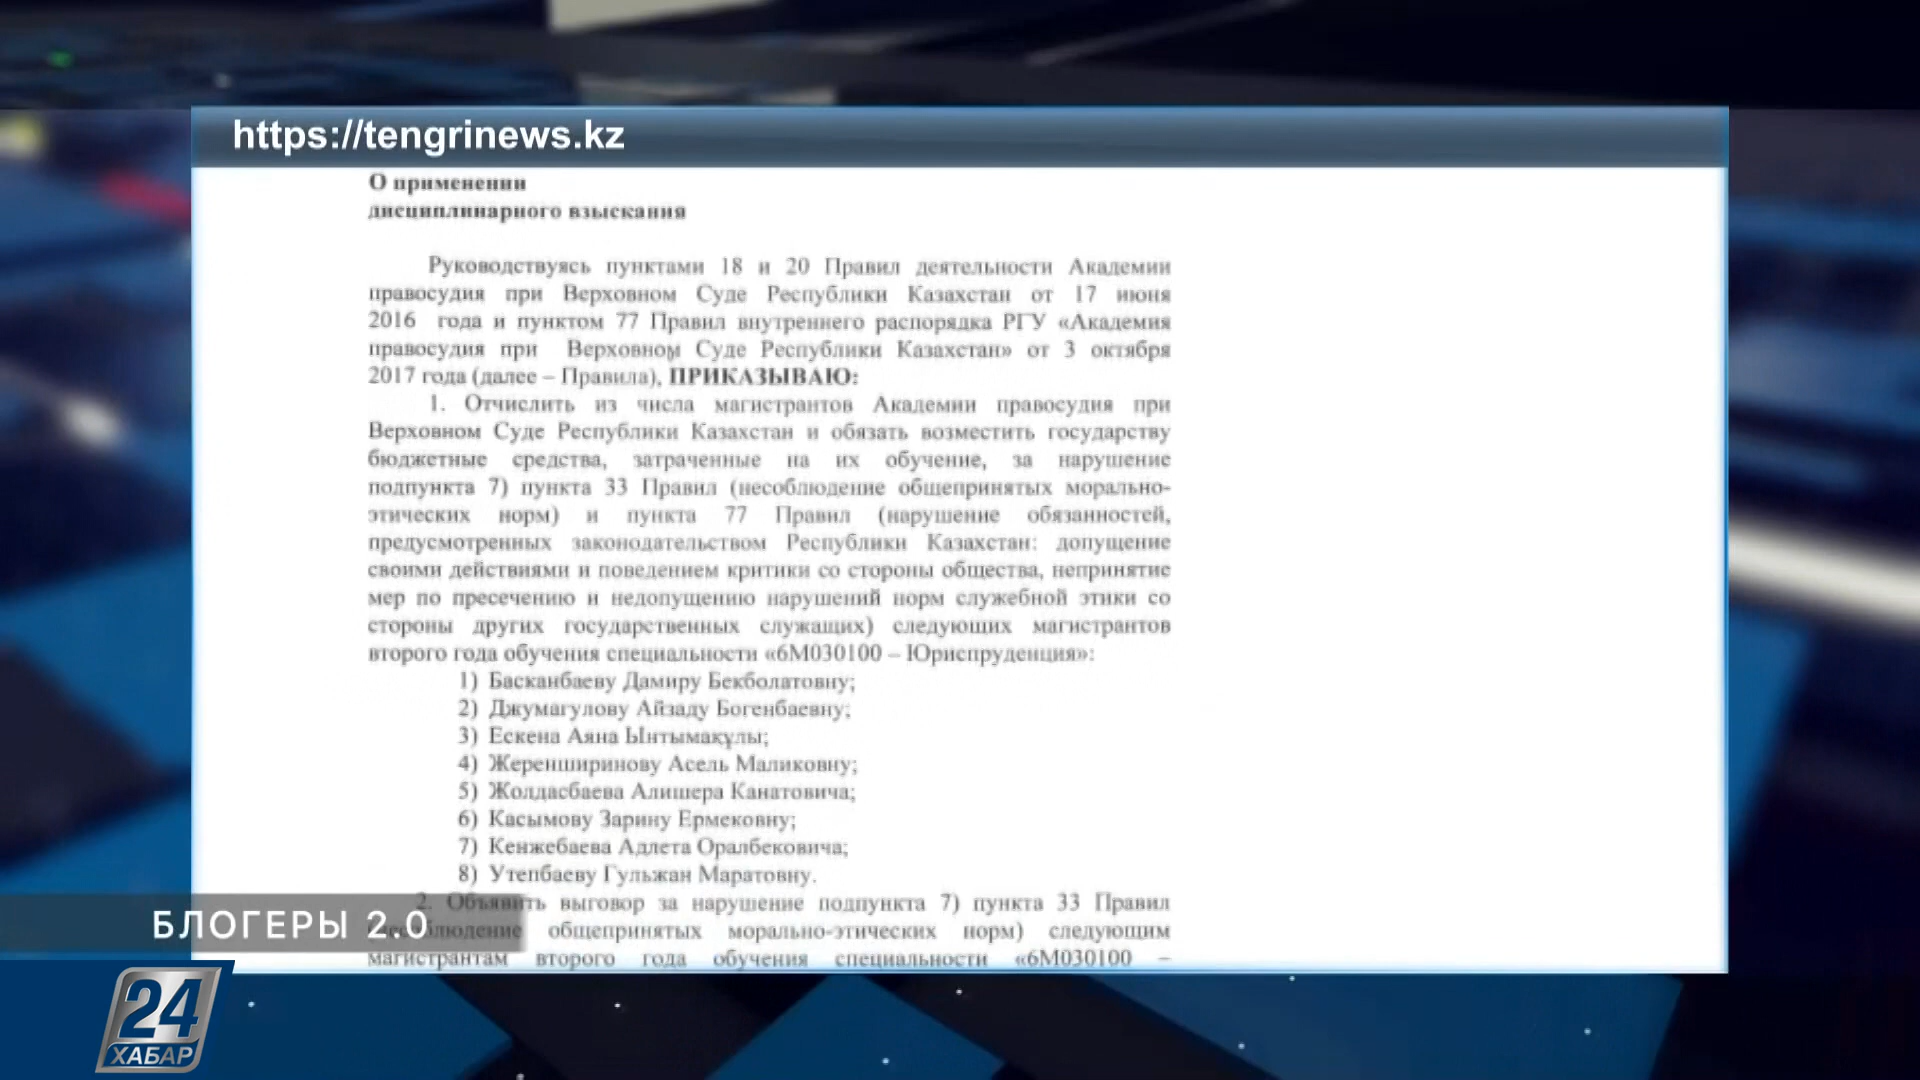 https://tengrinews.kz
О применении
дисциплинарного взыскания
Руководствуясь пунктами 18 и 20 Правил деятельности Академии
правосудия при Верховном Суде Республики Казахстан от 17 июня
2016 года и пунктом 77 Правил внутреннего распорядка РГУ «Академия
правосудия при Верховном Суде Республики Казахстан» от 3 октября
2017 года (далее – Правила), ПРИКАЗЫВАЮ:
1. Отчислить из числа магистрантов Академии правосудия при
Верховном Суде Республики Казахстан и обязать возместить государству
бюджетные средства, затраченные на их обучение, за нарушение
подпункта 7) пункта 33 Правил (несоблюдение общепринятых морально-
этических норм) и пункта 77 Правил (нарушение обязанностей,
предусмотренных законодательством Республики Казахстан: допущение
своими действиями и поведением критики со стороны общества, непринятие
мер по пресечению и недопущению нарушений норм служебной этики со
стороны других государственных служащих) следующих магистрантов
второго года обучения специальности «6М030100 – Юриспруденция»:
1) Басканбаеву Дамиру Бекболатовну;
2) Джумагулову Айзаду Богенбаевну;
3) Ескена Аяна Ынтымақұлы;
4) Жеренширинову Асель Маликовну;
5) Жолдасбаева Алишера Канатовича;
6) Касымову Зарину Ермековну;
7) Кенжебаева Адлета Оралбековича;
8) Утепбаеву Гульжан Маратовну.
2. Объявить выговор за нарушение подпункта 7) пункта 33 Правил
(несоблюдение общепринятых морально-этических норм) следующим
магистрантам второго года обучения специальности «6М030100 –
БЛОГЕРЫ 2.0
24
ХАБАР